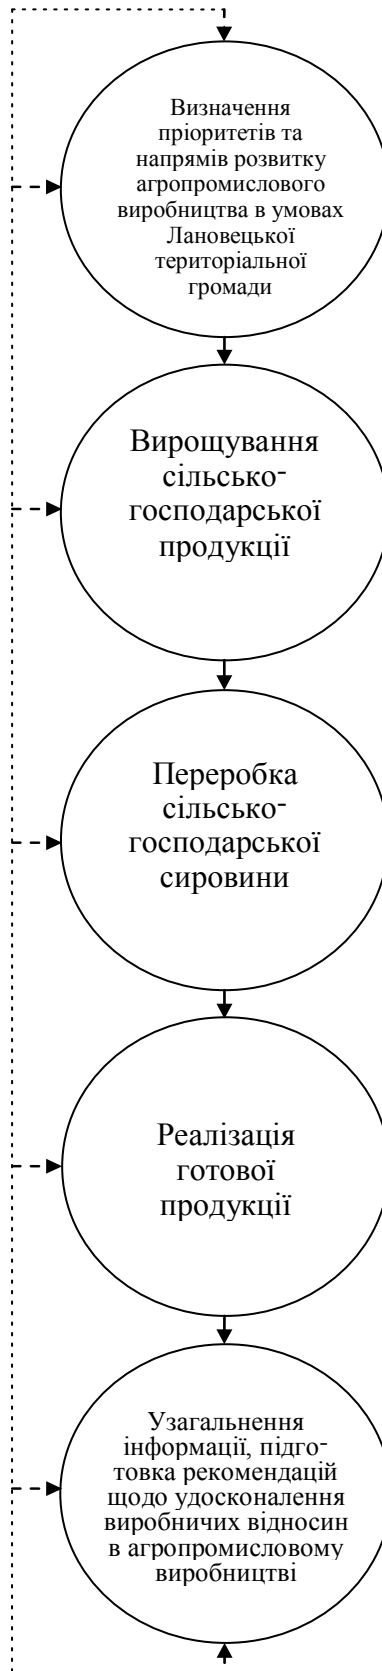 Визначення
пріоритетів та
напрямів розвитку
агропромислового
виробництва в умовах
Лановецької
територіальної
громади
Вирощування
сільсько-
господарської
продукції
Переробка
сільсько-
господарської
сировини
Реалізація
готової
продукції
Узагальнення
інформації, підго-
товка рекомендацій
щодо удосконалення
виробничих відносин
в агропромисловому
виробництві